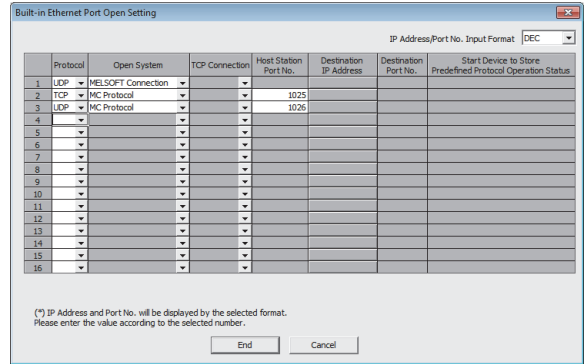 Built-in Ethernet Port Open Setting
IP Address/Port No. Input Format DEC
Protocol Open System TCP Connection Host Station Port No. Destination IP Address Destination Port No. Start Device to Store Predefined Protocol Operation Status
1 UDP MELSOFT Connection
2 TCP MC Protocol 1025
3 UDP MC Protocol 1026
4
5
6
7
8
9
10
11
12
13
14
15
16
(*) IP Address and Port No. will be displayed by the selected format.
Please enter the value according to the selected number.
End Cancel